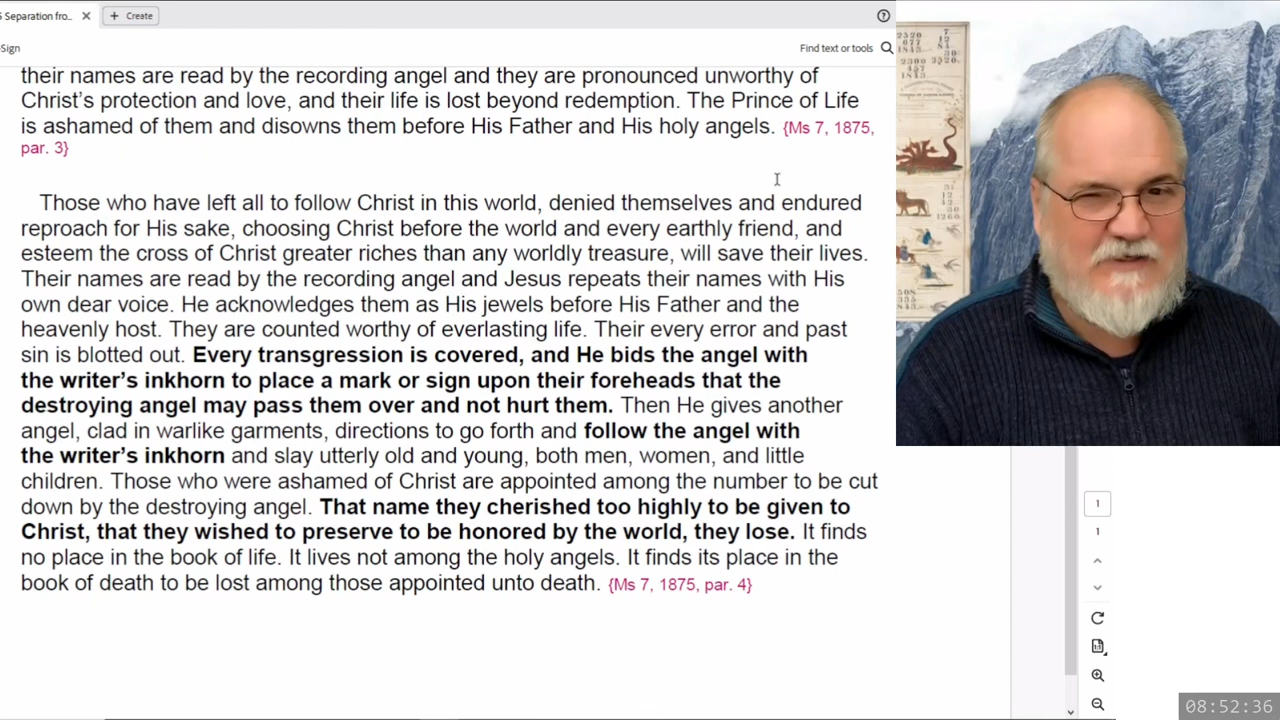 5 Separation fro...
Create
-Sign
Find text or tools
their names are read by the recording angel and they are pronounced unworthy of
Christ’s protection and love, and their life is lost beyond redemption. The Prince of Life
is ashamed of them and disowns them before His Father and His holy angels. {Ms 7, 1875,
par. 3}
Those who have left all to follow Christ in this world, denied themselves and endured
reproach for His sake, choosing Christ before the world and every earthly friend, and
esteem the cross of Christ greater riches than any worldly treasure, will save their lives.
Their names are read by the recording angel and Jesus repeats their names with His
own dear voice. He acknowledges them as His jewels before His Father and the
heavenly host. They are counted worthy of everlasting life. Their every error and past
sin is blotted out. Every transgression is covered, and He bids the angel with
the writer’s inkhorn to place a mark or sign upon their foreheads that the
destroying angel may pass them over and not hurt them. Then He gives another
angel, clad in warlike garments, directions to go forth and follow the angel with
the writer’s inkhorn and slay utterly old and young, both men, women, and little
children. Those who were ashamed of Christ are appointed among the number to be cut
down by the destroying angel. That name they cherished too highly to be given to
Christ, that they wished to preserve to be honored by the world, they lose. It finds
no place in the book of life. It lives not among the holy angels. It finds its place in the
book of death to be lost among those appointed unto death. {Ms 7, 1875, par. 4}
2300
457
1843
1260
508
335
1843
1
1
08:52:36